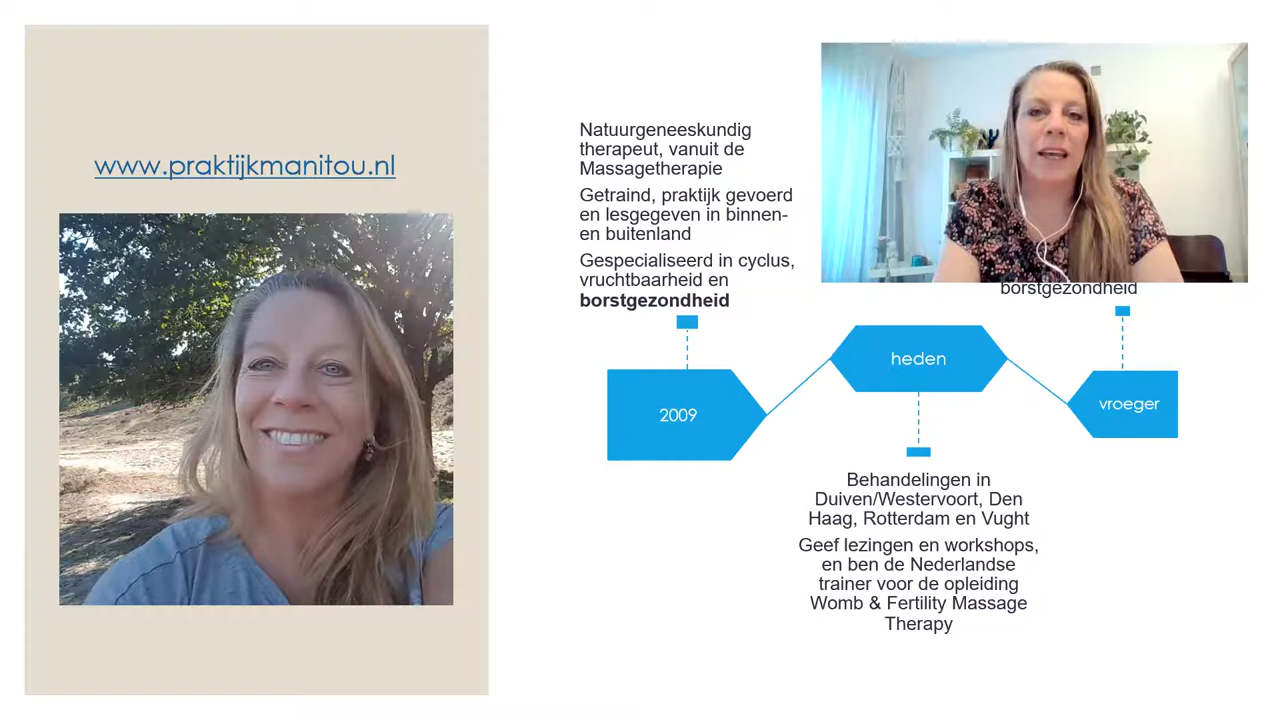 www.praktijkmanitou.nl
Natuurgeneeskundig
therapeut, vanuit de
Massagetherapie
Getraind, praktijk gevoerd
en lesgegeven in binnen-
en buitenland
Gespecialiseerd in cyclus,
vruchtbaarheid en
borstgezondheid
borstgezondheid
2009
heden
vroeger
Behandelingen in
Duiven/Westervoort, Den
Haag, Rotterdam en Vught
Geef lezingen en workshops,
en ben de Nederlandse
trainer voor de opleiding
Womb & Fertility Massage
Therapy